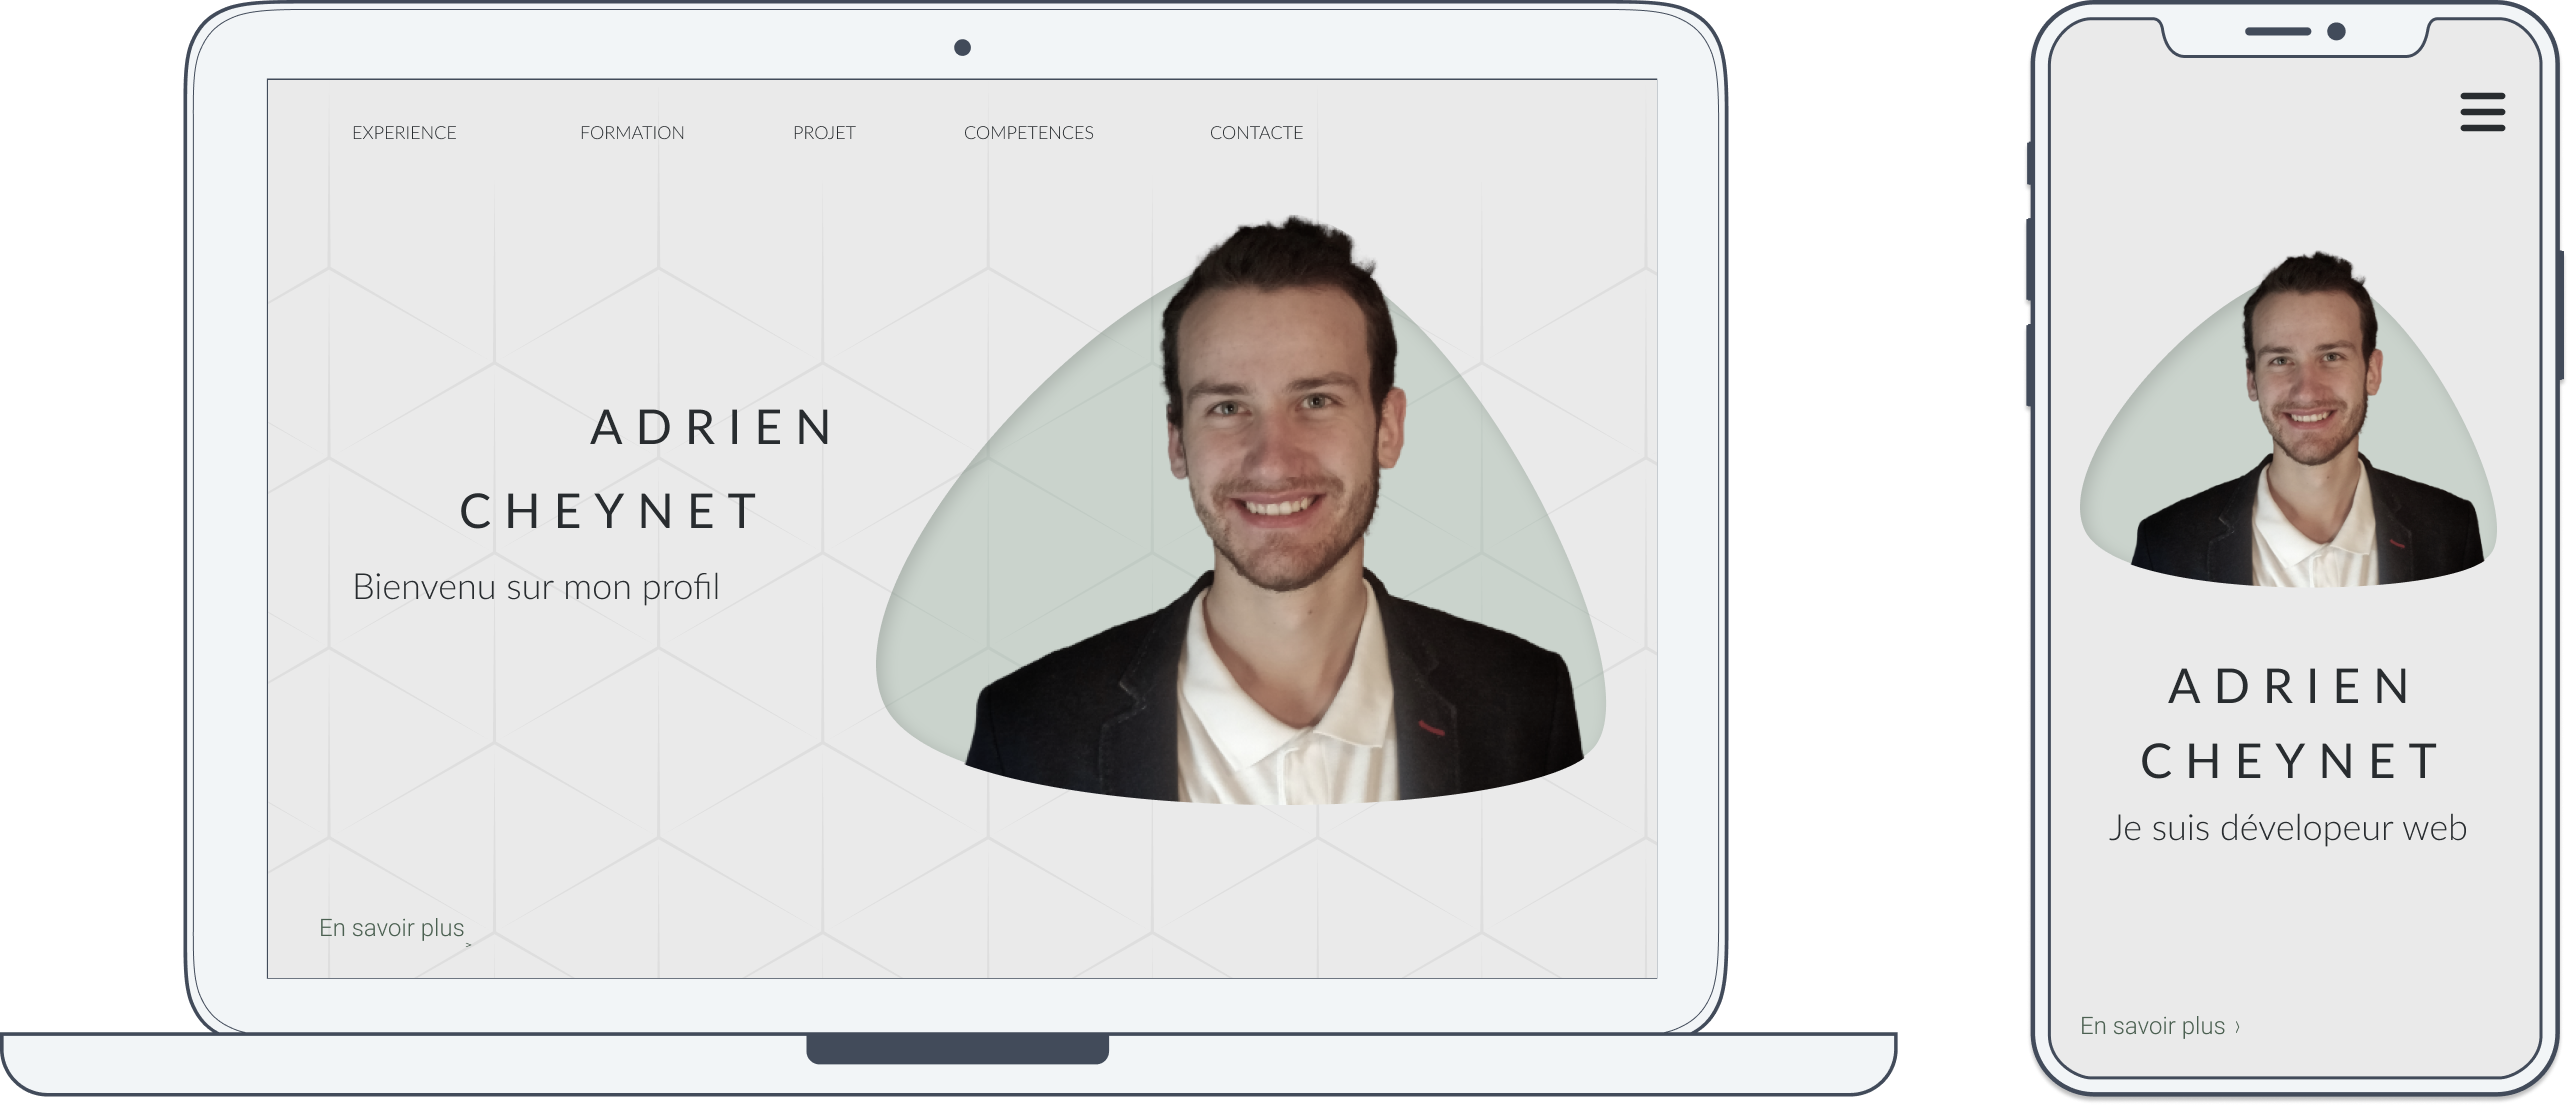 EXPERIENCE FORMATION PROJET COMPETENCES CONTACTE
ADRIEN
CHEYNET
Bienvenu sur mon profil
En savoir plus >
ADRIEN
CHEYNET
Je suis dévelopeur web
En savoir plus 〉